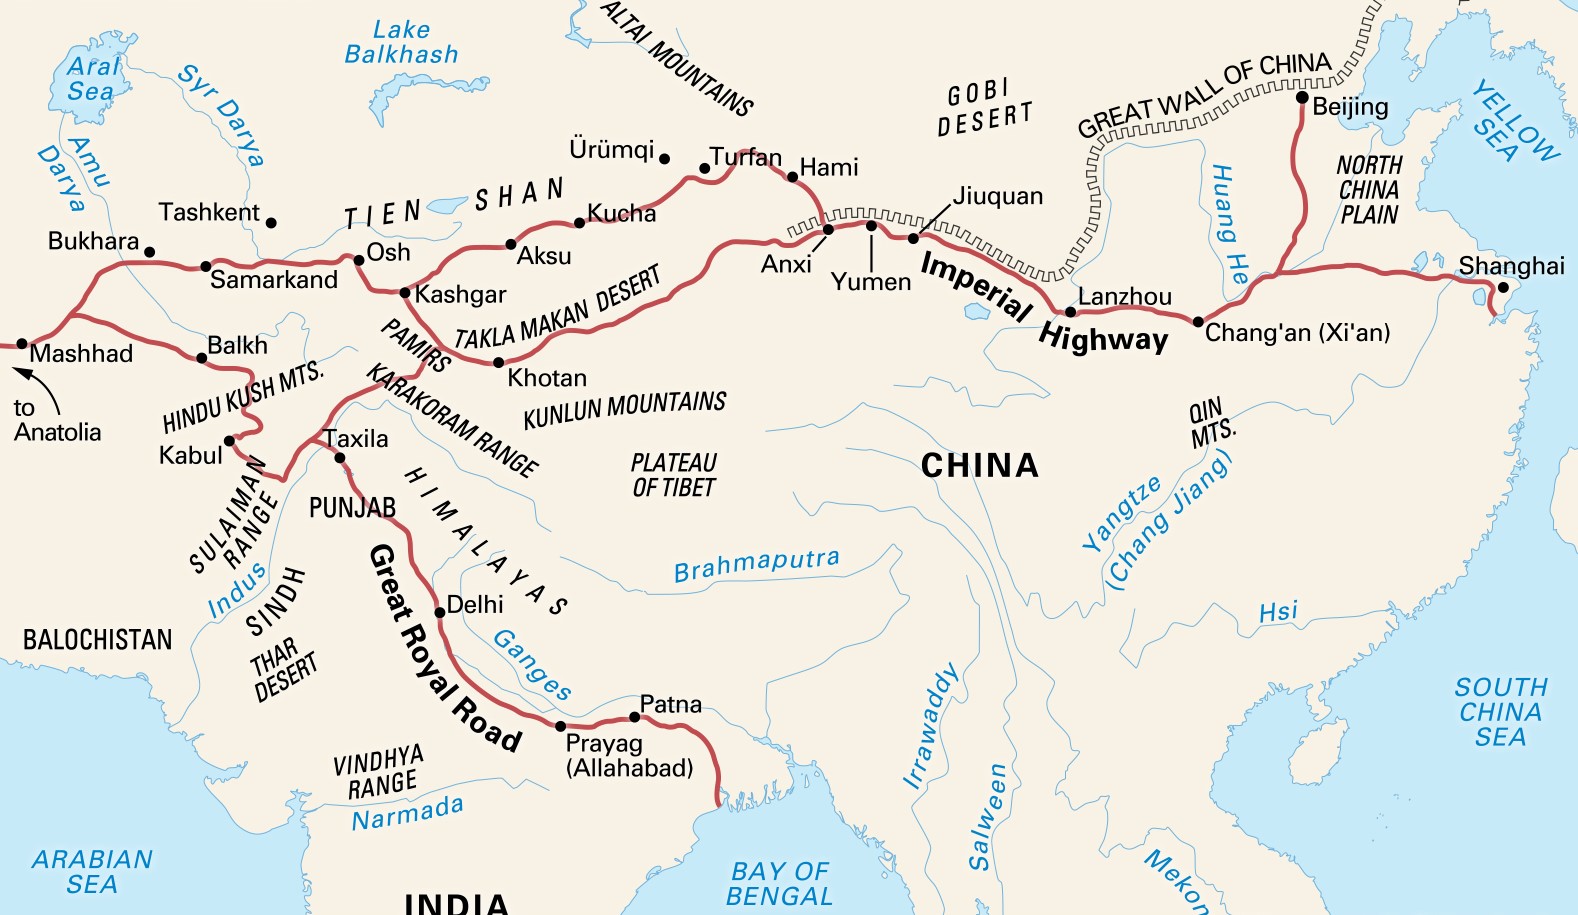 Lake
Balkhash
ALTAI MOUNTAINS
Aral
Sea
Syr Darya
Amu
Darya
GOBI
DESERT
GREAT WALL OF CHINA
Beijing
YELLOW
SEA
NORTH
CHINA
PLAIN
Huang He
Ürümqi
Turfan
Hami
Jiuquan
TIEN SHAN
Tashkent
Bukhara
Samarkand
Osh
Kucha
Aksu
Kashgar
Anxi
Yumen
Imperial
Highway
Lanzhou
Chang'an (Xi'an)
Shanghai
TAKLA MAKAN DESERT
PAMIRS
Khotan
Mashhad
to
Anatolia
Balkh
HINDU KUSH MTS.
KARAKORAM RANGE
KUNLUN MOUNTAINS
QIN
MTS.
Kabul
Taxila
SULAIMAN
RANGE
PUNJAB
HIMALAYAS
PLATEAU
OF TIBET
CHINA
Yangtze
(Chang Jiang)
Indus
SINDH
Great Royal Road
Delhi
Brahmaputra
Hsi
BALOCHISTAN
THAR
DESERT
Ganges
Patna
Prayag
(Allahabad)
Irrawaddy
Salween
SOUTH
CHINA
SEA
VINDHYA
RANGE
Narmada
ARABIAN
SEA
BAY OF
BENGAL
Mekon
INDIA